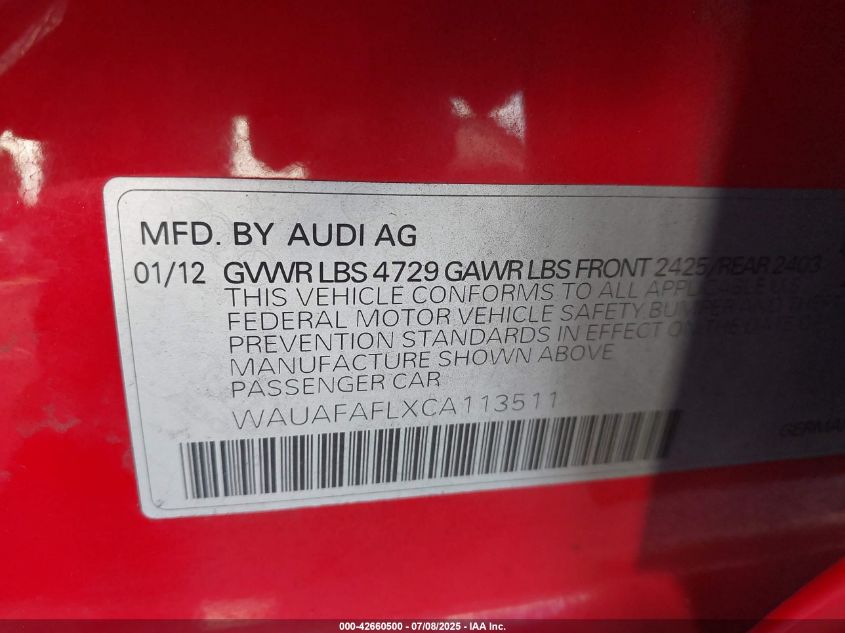 MFD. BY AUDI AG
01/12 GVWR LBS 4729 GAWR LBS FRONT 2425/REAR 2403
THIS VEHICLE CONFORMS TO ALL APPLICABLE U.
FEDERAL MOTOR VEHICLE SAFETY, BUMPER, AND THEFT
PREVENTION STANDARDS IN EFFECT ON THE DATE
MANUFACTURE SHOWN ABOVE
PASSENGER CAR
WAUAFAFLXCA113511
GERMAN
000-42660500 / 07/08/2025 - IAA Inc.